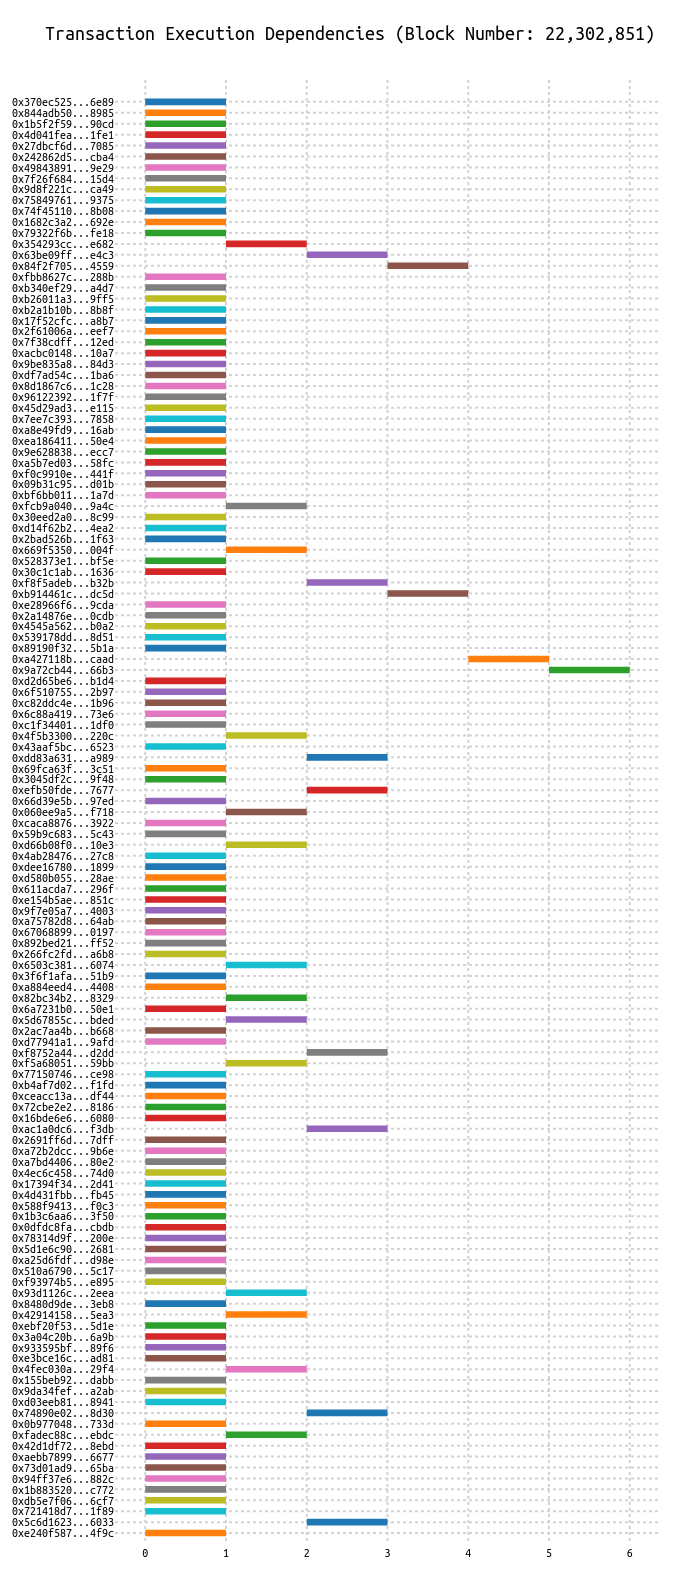 Transaction Execution Dependencies (Block Number: 22,302,851)
0x370ec525...6e89
0x844adb50...8985
0x1b5f2f59...90cd
0x4d041fea...1fe1
0x27dbcf6d...7085
0x242862d5...cba4
0x49843891...9e29
0x7f26f684...15d4
0x9d8f221c...ca49
0x75849761...9375
0x74f45110...8b08
0x1682c3a2...692e
0x79322f6b...fe18
0x354293cc...e682
0x63be09ff...e4c3
0x84f2f705...4559
0xfbb8627c...288b
0xb340ef29...a4d7
0xb26011a3...9ff5
0xb2a1b10b...8b8f
0x17f52cfc...a8b7
0x2f61006a...eef7
0x7f38cdff...12ed
0xacbc0148...10a7
0x9be835a8...84d3
0xdf7ad54c...1ba6
0x8d1867c6...1c28
0x96122392...1f7f
0x45d29ad3...e115
0x7ee7c393...7858
0xa8e49fd9...16ab
0xea186411...50e4
0x9e628838...ecc7
0xa5b7ed03...58fc
0xf0c9910e...441f
0x09b31c95...d01b
0xbf6bb011...1a7d
0xfcb9a040...9a4c
0x30eed2a0...8c99
0xd14f62b2...4ea2
0x2bad526b...1f63
0x669f5350...004f
0x528373e1...bf5e
0x30c1c1ab...1636
0xf8f5adeb...b32b
0xb914461c...dc5d
0xe28966f6...9cda
0x2a14876e...0cdb
0x4545a562...b0a2
0x539178dd...8d51
0x89190f32...5b1a
0xa427118b...caad
0x9a72cb44...66b3
0xd2d65be6...b1d4
0x6f510755...2b97
0xc82ddc4e...1b96
0x6c88a419...73e6
0xc1f34401...1df0
0x4f5b3300...220c
0x43aaf5bc...6523
0xdd83a631...a989
0x69fca63f...3c51
0x3045df2c...9f48
0xefb50fde...7677
0x66d39e5b...97ed
0x060ee9a5...f718
0xcaca8876...3922
0x59b9c683...5c43
0xd66b08f0...10e3
0x4ab28476...27c8
0xdee16780...1899
0xd580b055...28ae
0x611acda7...296f
0xe154b5ae...851c
0x9f7e05a7...4003
0xa75782d8...64ab
0x67068899...0197
0x892bed21...ff52
0x266fc2fd...a6b8
0x6503c381...6074
0x3f6f1afa...51b9
0xa884eed4...4408
0x82bc34b2...8329
0x6a7231b0...50e1
0x5d67855c...bded
0x2ac7aa4b...b668
0xd77941a1...9afd
0xf8752a44...d2dd
0xf5a68051...59bb
0x77150746...ce98
0xb4af7d02...f1fd
0xceacc13a...df44
0x72cbe2e2...8186
0x16bde6e6...6080
0xac1a0dc6...f3db
0x2691ff6d...7dff
0xa72b2dcc...9b6e
0xa7bd4406...80e2
0x4ec6c458...74d0
0x17394f34...2d41
0x4d431fbb...fb45
0x588f9413...f0c3
0x1b3c6aa6...3f50
0x0dfdc8fa...cbdb
0x78314d9f...200e
0x5d1e6c90...2681
0xa25d6fdf...d98e
0x510a6790...5c17
0xf93974b5...e895
0x93d1126c...2eea
0x8480d9de...3eb8
0x42914158...5ea3
0xebf20f53...5d1e
0x3a04c20b...6a9b
0x933595bf...89f6
0xe3bce16c...ad81
0x4fec030a...29f4
0x155beb92...dabb
0x9da34fef...a2ab
0xd03eeb81...8941
0x74890e02...8d30
0x0b977048...733d
0xfadec88c...ebdc
0x42d1df72...8ebd
0xaebb7899...6677
0x73d01ad9...65ba
0x94ff37e6...882c
0x1b883520...c772
0xdb5e7f06...6cf7
0x721418d7...1f89
0x5c6d1623...6033
0xe240f587...4f9c
0 1 2 3 4 5 6